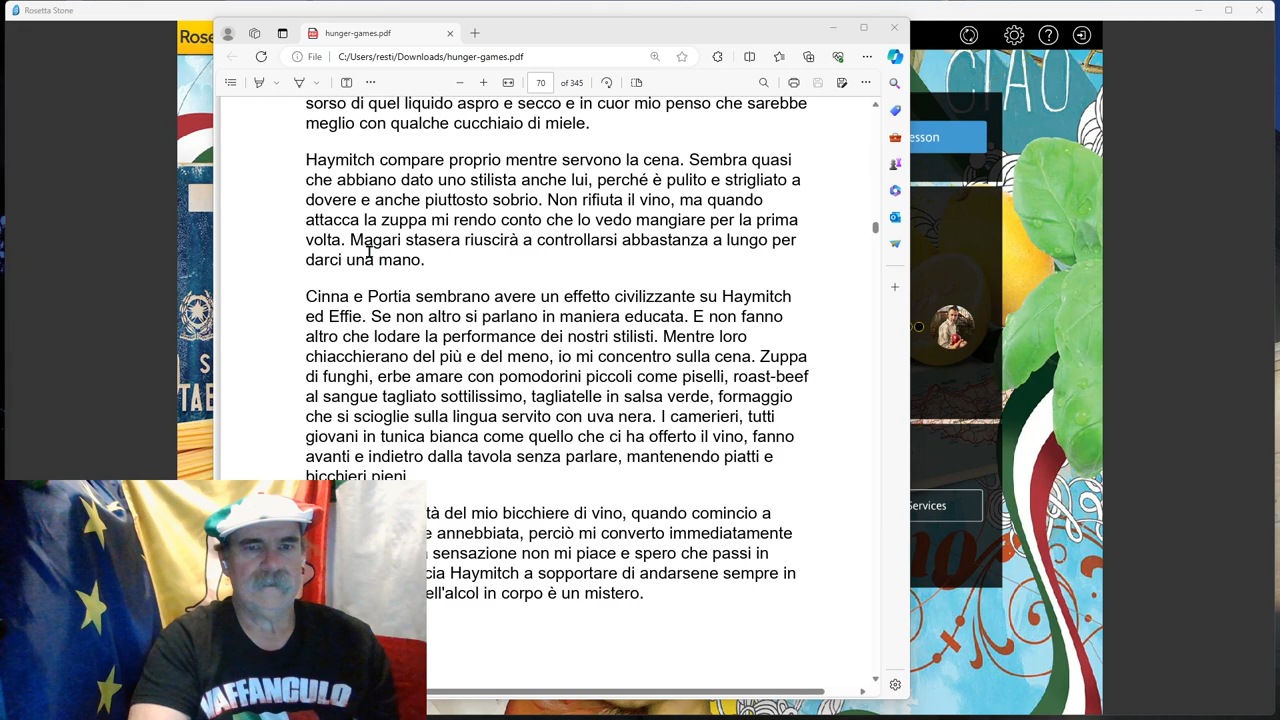 Rosetta Stone
Rose
hunger-games.pdf
File
C:/Users/resti/Downloads/hunger-games.pdf
70 of 345
CIAO
esson
sorso di quel liquido aspro e secco e in cuor mio penso che sarebbe
meglio con qualche cucchiaio di miele.
Haymitch compare proprio mentre servono la cena. Sembra quasi
che abbiano dato uno stilista anche lui, perché è pulito e strigliato a
dovere e anche piuttosto sobrio. Non rifiuta il vino, ma quando
attacca la zuppa mi rendo conto che lo vedo mangiare per la prima
volta. Magari stasera riuscirà a controllarsi abbastanza a lungo per
darci una mano.
Cinna e Portia sembrano avere un effetto civilizzante su Haymitch
ed Effie. Se non altro si parlano in maniera educata. E non fanno
altro che lodare la performance dei nostri stilisti. Mentre loro
chiacchierano del più e del meno, io mi concentro sulla cena. Zuppa
di funghi, erbe amare con pomodorini piccoli come piselli, roast-beef
al sangue tagliato sottilissimo, tagliatelle in salsa verde, formaggio
che si scioglie sulla lingua servito con uva nera. I camerieri, tutti
giovani in tunica bianca come quello che ci ha offerto il vino, fanno
avanti e indietro dalla tavola senza parlare, mantenendo piatti e
bicchieri pieni.
tà del mio bicchiere di vino, quando comincio a
e annebbiata, perciò mi converto immediatamente
sensazione non mi piace e spero che passi in
cia Haymitch a sopportare di andarsene sempre in
ell'alcol in corpo è un mistero.
S
TAB
Services
VAFFANCULO